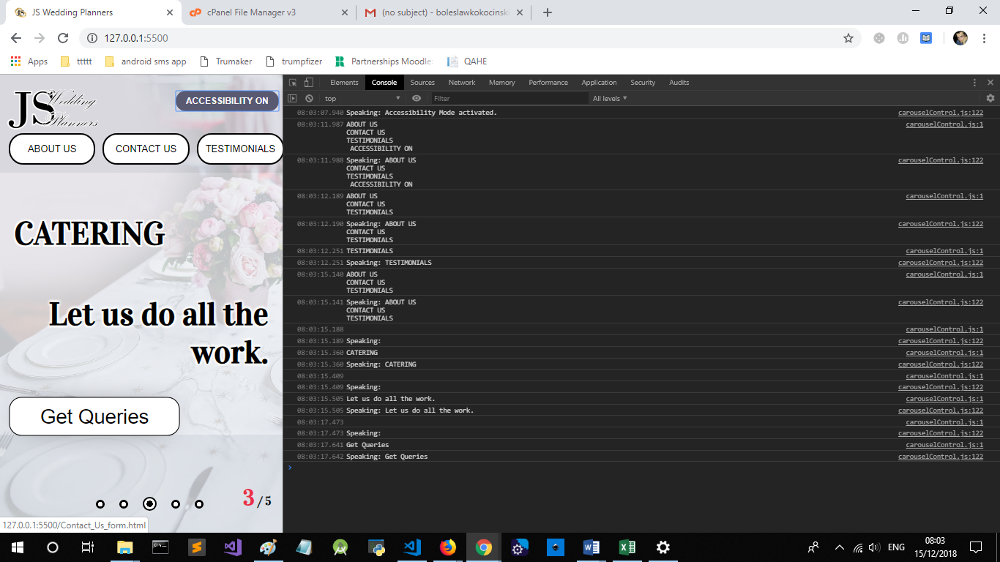 JS Wedding Planners
cPanel File Manager v3
(no subject) - boleslawkokocinski
127.0.0.1:5500
Apps
ttttt
android sms app
Trumaker
trumpfizer
Partnerships Moodle
QAHE
JS Wedding
Planners
ACCESSIBILITY ON
ABOUT US
CONTACT US
TESTIMONIALS
CATERING
Let us do all the
work.
Get Queries
3/5
127.0.0.1:5500/Contact_Us_form.html
Elements Console Sources Network Memory Performance Application Security Audits
top Filter All levels
08:03:07.940 Speaking: Accessibility Mode activated. carouselControl.js:122
08:03:11.987 ABOUT US carouselControl.js:1
CONTACT US
TESTIMONIALS
ACCESSIBILITY ON
08:03:11.988 Speaking: ABOUT US carouselControl.js:122
CONTACT US
TESTIMONIALS
ACCESSIBILITY ON
08:03:12.189 ABOUT US carouselControl.js:1
CONTACT US
TESTIMONIALS
08:03:12.190 Speaking: ABOUT US carouselControl.js:122
CONTACT US
TESTIMONIALS
08:03:12.251 TESTIMONIALS carouselControl.js:1
08:03:12.251 Speaking: TESTIMONIALS carouselControl.js:122
08:03:15.140 ABOUT US carouselControl.js:1
CONTACT US
TESTIMONIALS
08:03:15.141 Speaking: ABOUT US carouselControl.js:122
CONTACT US
TESTIMONIALS
08:03:15.188 carouselControl.js:1
08:03:15.189 Speaking: carouselControl.js:122
08:03:15.360 CATERING carouselControl.js:1
08:03:15.360 Speaking: CATERING carouselControl.js:122
08:03:15.409 carouselControl.js:1
08:03:15.409 Speaking: carouselControl.js:122
08:03:15.505 Let us do all the work. carouselControl.js:1
08:03:15.505 Speaking: Let us do all the work. carouselControl.js:122
08:03:17.473 carouselControl.js:1
08:03:17.473 Speaking: carouselControl.js:122
08:03:17.641 Get Queries carouselControl.js:1
08:03:17.642 Speaking: Get Queries carouselControl.js:122
ENG
08:03
15/12/2018